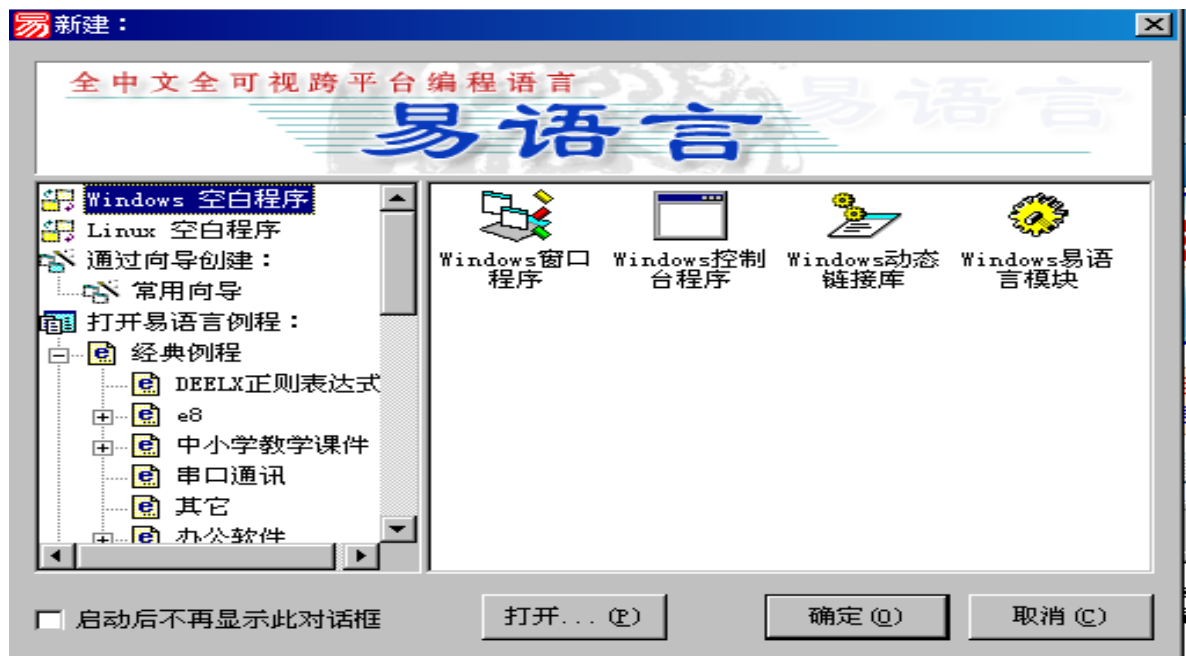 易 新建：
全中文全可视跨平台编程语言
易语言
易语言
Windows 空白程序
Linux 空白程序
通过向导创建：
常用向导
打开易语言例程：
经典例程
DEELX正则表达式
e8
中小学教学课件
串口通讯
其它
办公软件
Windows窗口
程序
Windows控制
台程序
Windows动态
链接库
Windows易语
言模块
启动后不再显示此对话框
打开...(P)
确定(O)
取消(C)